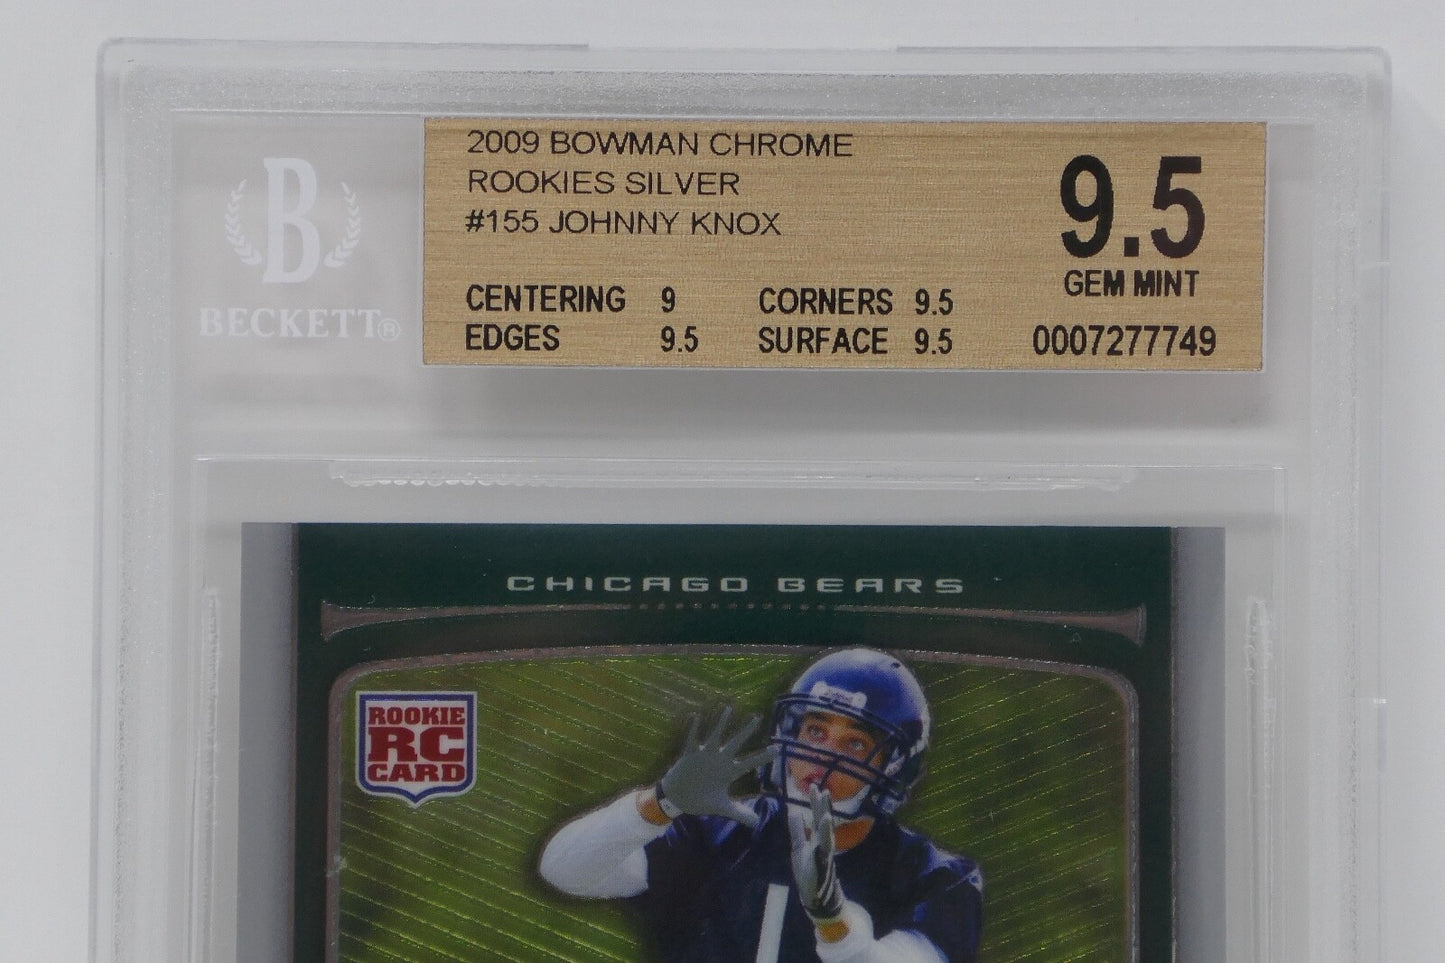 2009 BOWMAN CHROME
ROOKIES SILVER
#155 JOHNNY KNOX
9.5
GEM MINT
CENTERING 9 CORNERS 9.5
EDGES 9.5 SURFACE 9.5
0007277749
B
BECKETT®
CHICAGO BEARS
ROOKIE
RC
CARD